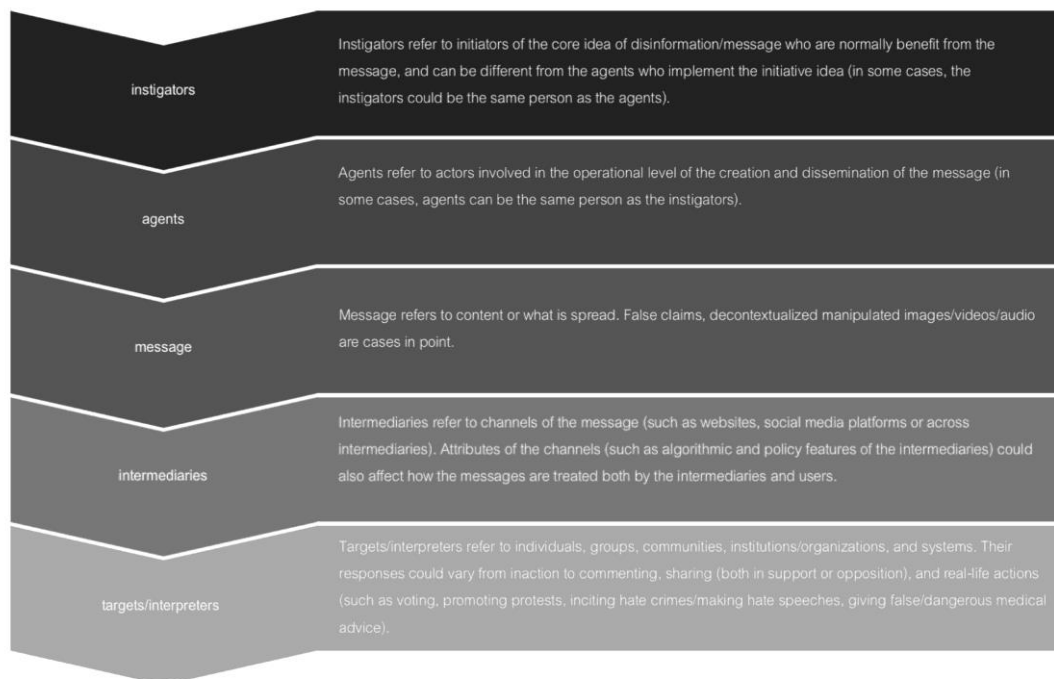 instigators
Instigators refer to initiators of the core idea of disinformation/message who are normally benefit from the
message, and can be different from the agents who implement the initiative idea (in some cases, the
instigators could be the same person as the agents).
agents
Agents refer to actors involved in the operational level of the creation and dissemination of the message (in
some cases, agents can be the same person as the instigators).
message
Message refers to content or what is spread. False claims, decontextualized manipulated images/videos/audio
are cases in point.
intermediaries
Intermediaries refer to channels of the message (such as websites, social media platforms or across
intermediaries). Attributes of the channels (such as algorithmic and policy features of the intermediaries) could
also affect how the messages are treated both by the intermediaries and users.
targets/interpreters
Targets/interpreters refer to individuals, groups, communities, institutions/organizations, and systems. Their
responses could vary from inaction to commenting, sharing (both in support or opposition), and real-life actions
(such as voting, promoting protests, inciting hate crimes/making hate speeches, giving false/dangerous medical
advice).